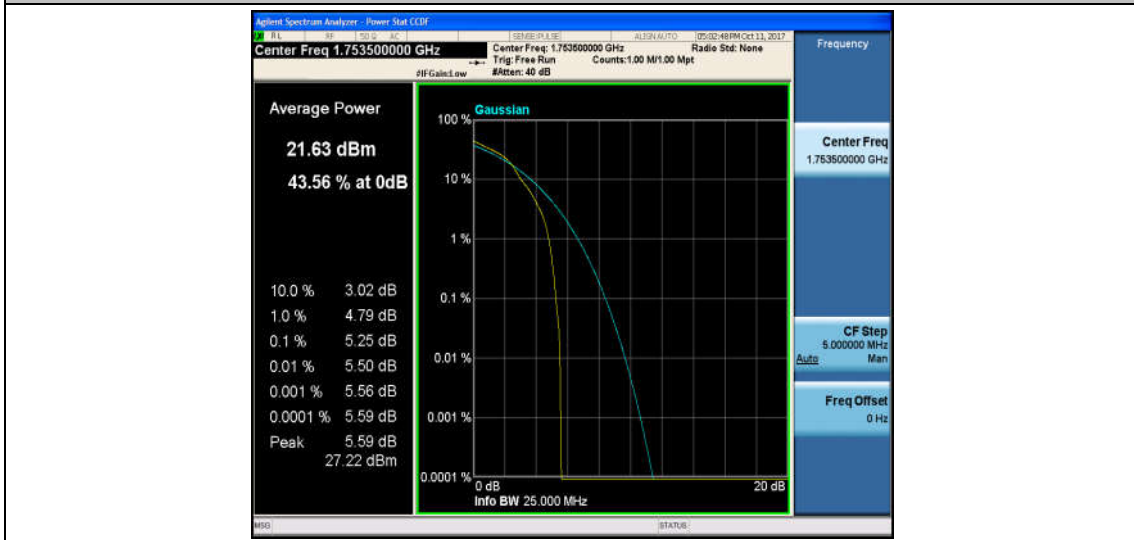 Agilent Spectrum Analyzer - Power Stat CCDF
RL RF 50 Ω AC SENSE:PULSE ALIGN AUTO 05:02:48 PM Oct 11, 2017
Center Freq 1.753500000 GHz
Center Freq: 1.753500000 GHz Radio Std: None
Trig: Free Run Counts:1.00 M/1.00 Mpt
#IFGain:Low #Atten: 40 dB
Frequency
Average Power
21.63 dBm
43.56 % at 0dB
10.0 % 3.02 dB
1.0 % 4.79 dB
0.1 % 5.25 dB
0.01 % 5.50 dB
0.001 % 5.56 dB
0.0001 % 5.59 dB
Peak 5.59 dB
27.22 dBm
Gaussian
100 %
10 %
1 %
0.1 %
0.01 %
0.001 %
0.0001 %
0 dB 20 dB
Info BW 25.000 MHz
Center Freq
1.753500000 GHz
CF Step
5.000000 MHz
Auto Man
Freq Offset
0 Hz
MSG STATUS